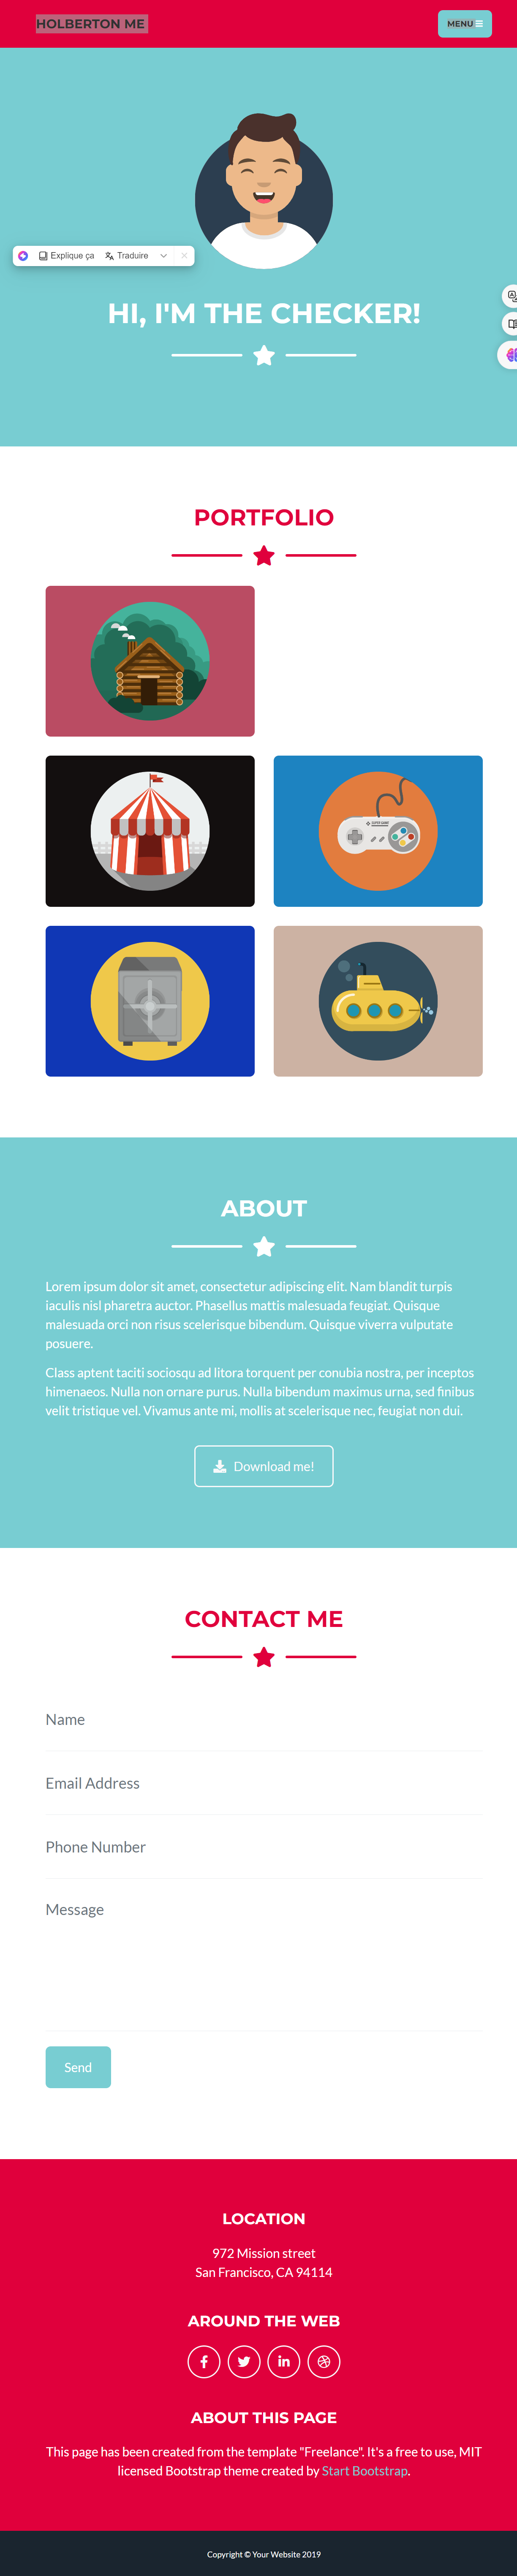 HOLBERTON ME
MENU
Explique ça
Traduire
HI, I'M THE CHECKER!
PORTFOLIO
ABOUT
Lorem ipsum dolor sit amet, consectetur adipiscing elit. Nam blandit turpis
iaculis nisl pharetra auctor. Phasellus mattis malesuada feugiat. Quisque
malesuada orci non risus scelerisque bibendum. Quisque viverra vulputate
posuere.
Class aptent taciti sociosqu ad litora torquent per conubia nostra, per inceptos
himenaeos. Nulla non ornare purus. Nulla bibendum maximus urna, sed finibus
velit tristique vel. Vivamus ante mi, mollis at scelerisque nec, feugiat non dui.
Download me!
CONTACT ME
Name
Email Address
Phone Number
Message
Send
LOCATION
972 Mission street
San Francisco, CA 94114
AROUND THE WEB
ABOUT THIS PAGE
This page has been created from the template "Freelance". It's a free to use, MIT
licensed Bootstrap theme created by Start Bootstrap.
Copyright © Your Website 2019